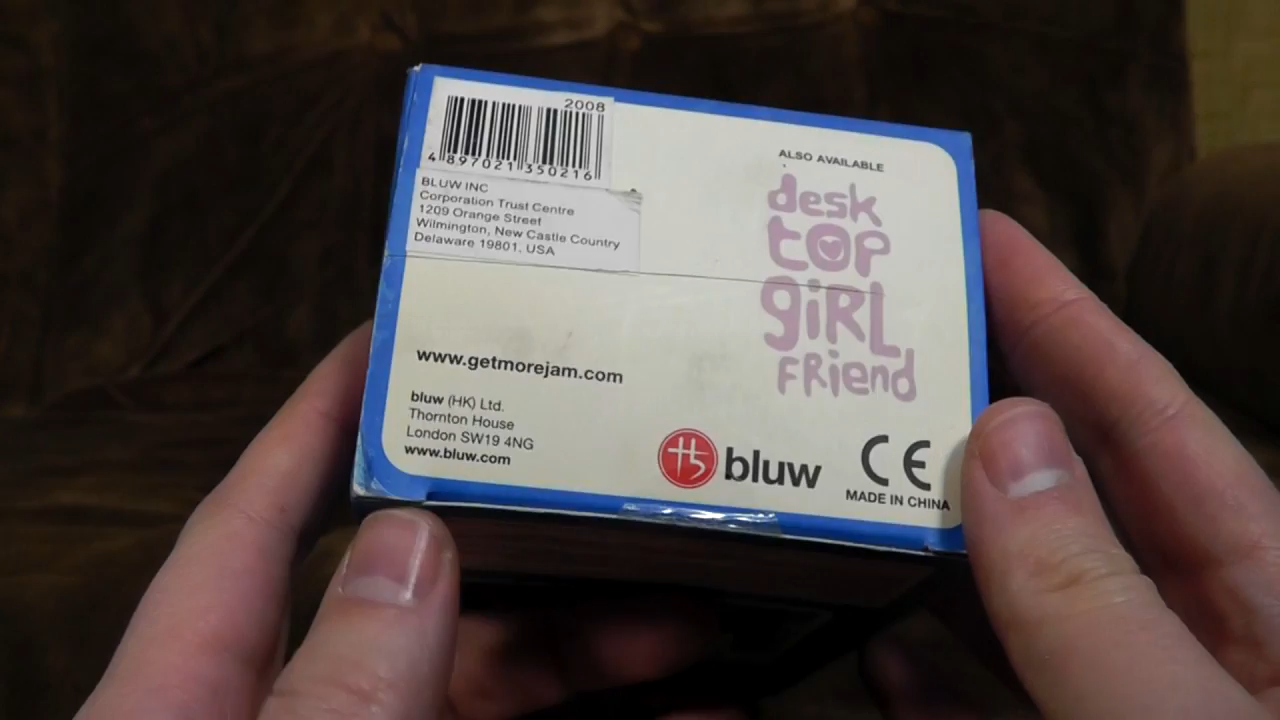 2008
4 897021 350216
BLUW INC
Corporation Trust Centre
1209 Orange Street
Wilmington, New Castle Country
Delaware 19801, USA
www.getmorejam.com
bluw (HK) Ltd.
Thornton House
London SW19 4NG
www.bluw.com
ALSO AVAILABLE
desk
top
giRL
FRiend
bluw
CE
MADE IN CHINA